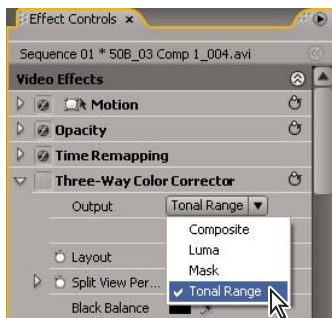 Effect Controls
Sequence 01 * 50B_03 Comp 1_004.avi
Video Effects
Motion
Opacity
Time Remapping
Three-Way Color Corrector
Output Tonal Range
Composite
Luma
Mask
Tonal Range
Layout
Split View Per...
Black Balance